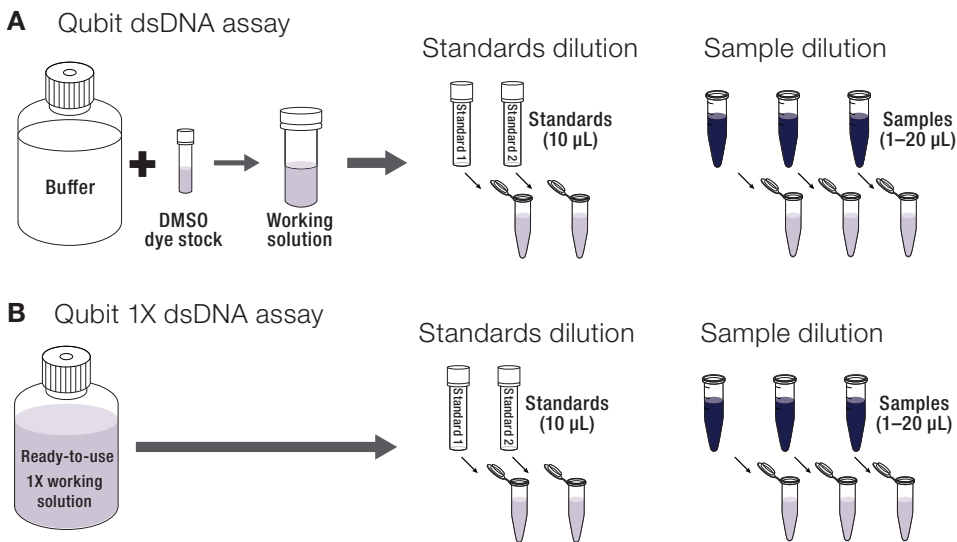 A Qubit dsDNA assay
Standards dilution
Sample dilution
Buffer
DMSO
dye stock
Working
solution
Standard 1
Standard 2
Standards
(10 µL)
Samples
(1–20 µL)
B Qubit 1X dsDNA assay
Standards dilution
Sample dilution
Ready-to-use
1X working
solution
Standard 1
Standard 2
Standards
(10 µL)
Samples
(1–20 µL)